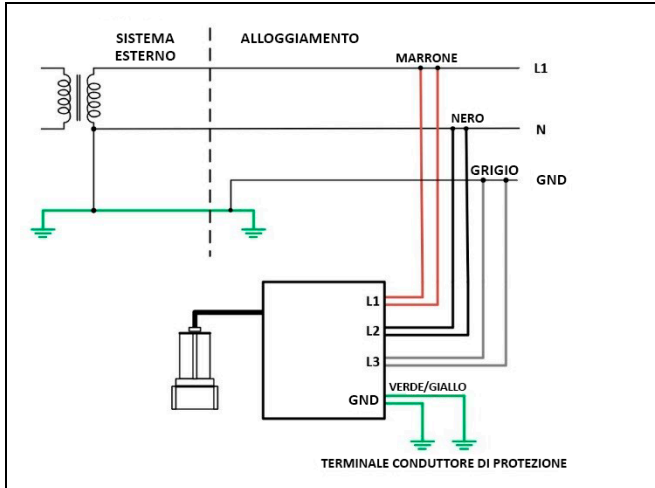 SISTEMA
ESTERNO
ALLOGGIAMENTO
MARRONE
L1
NERO
N
GRIGIO
GND
L1
L2
L3
VERDE/GIALLO
GND
TERMINALE CONDUTTORE DI PROTEZIONE